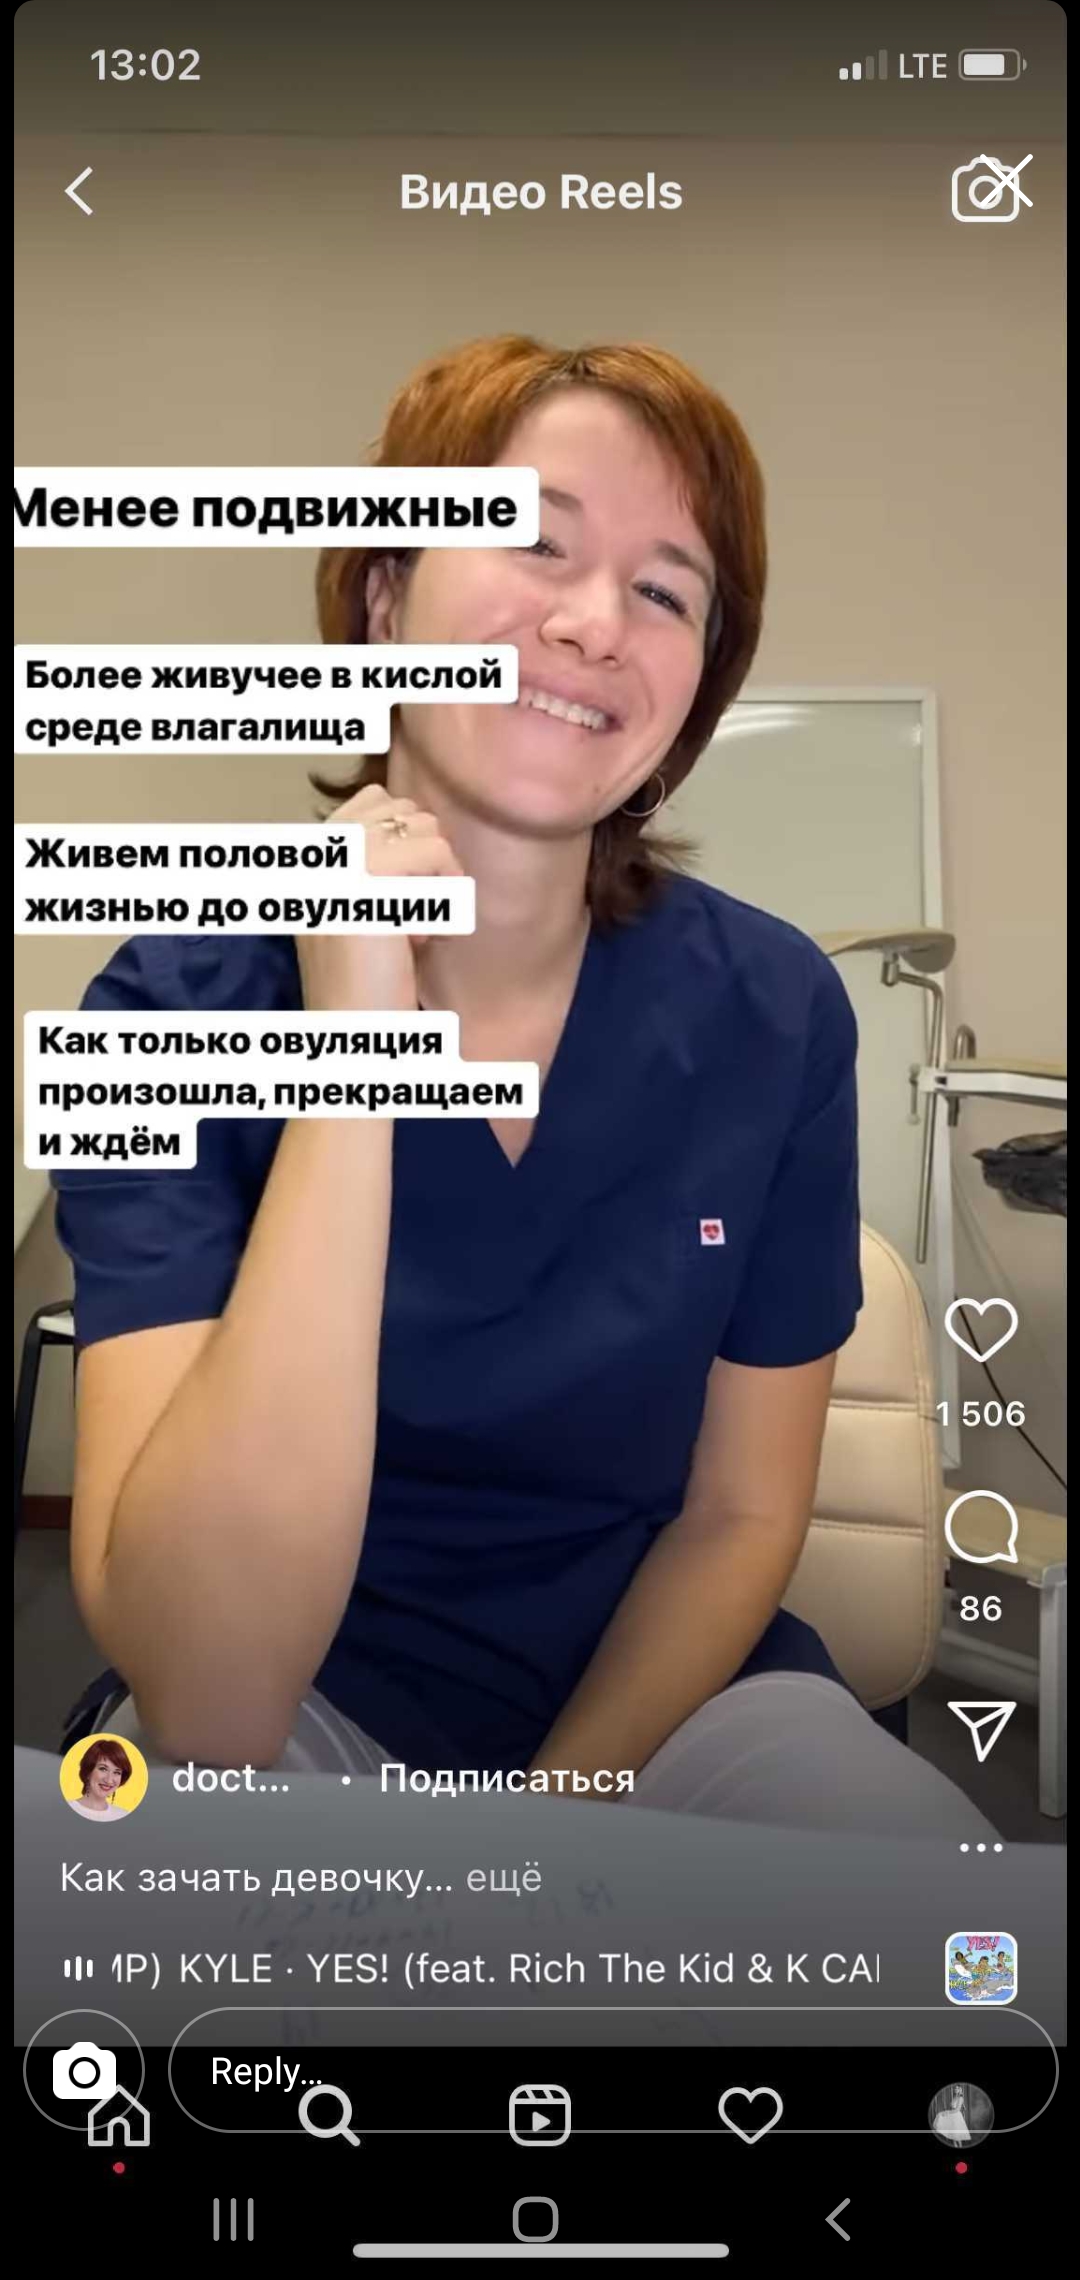 13:02
LTE
Видео Reels
Менее подвижные
Более живучее в кислой
среде влагалища
Живем половой
жизнью до овуляции
Как только овуляция
произошла, прекращаем
и ждём
1 506
86
doct... • Подписаться
Как зачать девочку... ещё
KYLE · YES! (feat. Rich The Kid & K CA
YES!
Reply...